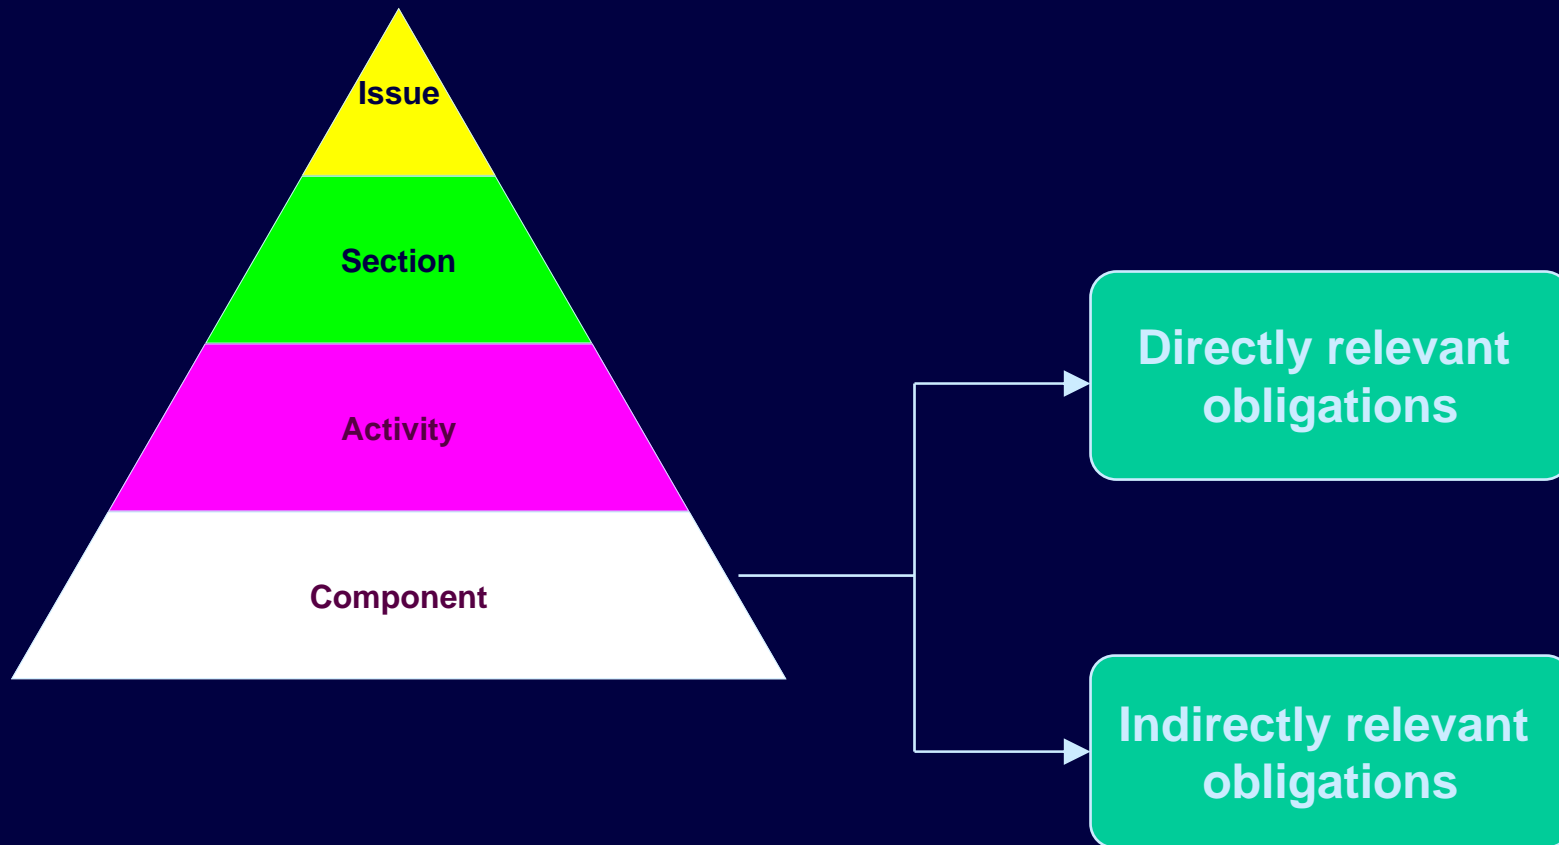 Issue
Section
Activity
Component
Directly relevant
obligations
Indirectly relevant
obligations